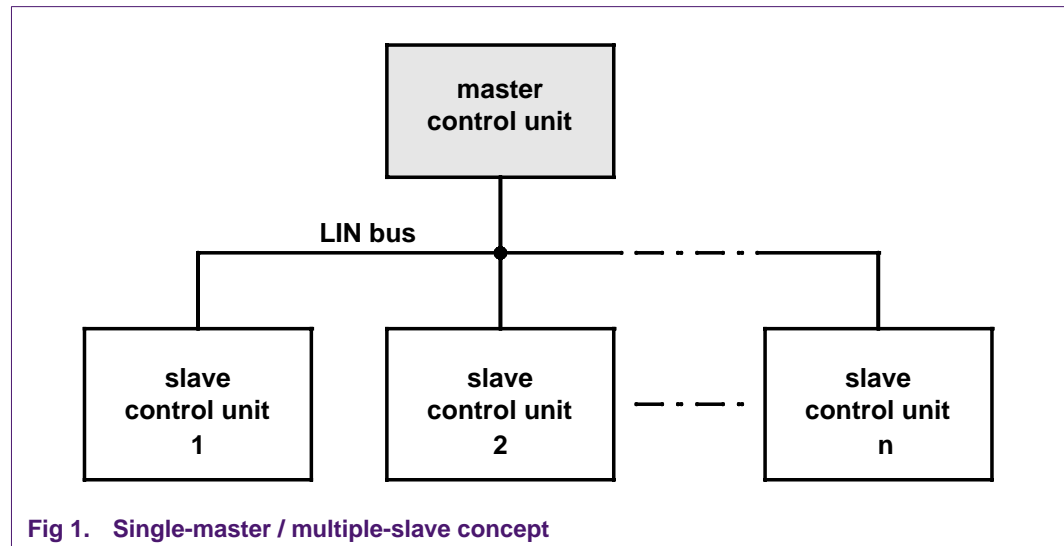 master
control unit
LIN bus
slave
control unit
1
slave
control unit
2
slave
control unit
n
Fig 1. Single-master / multiple-slave concept